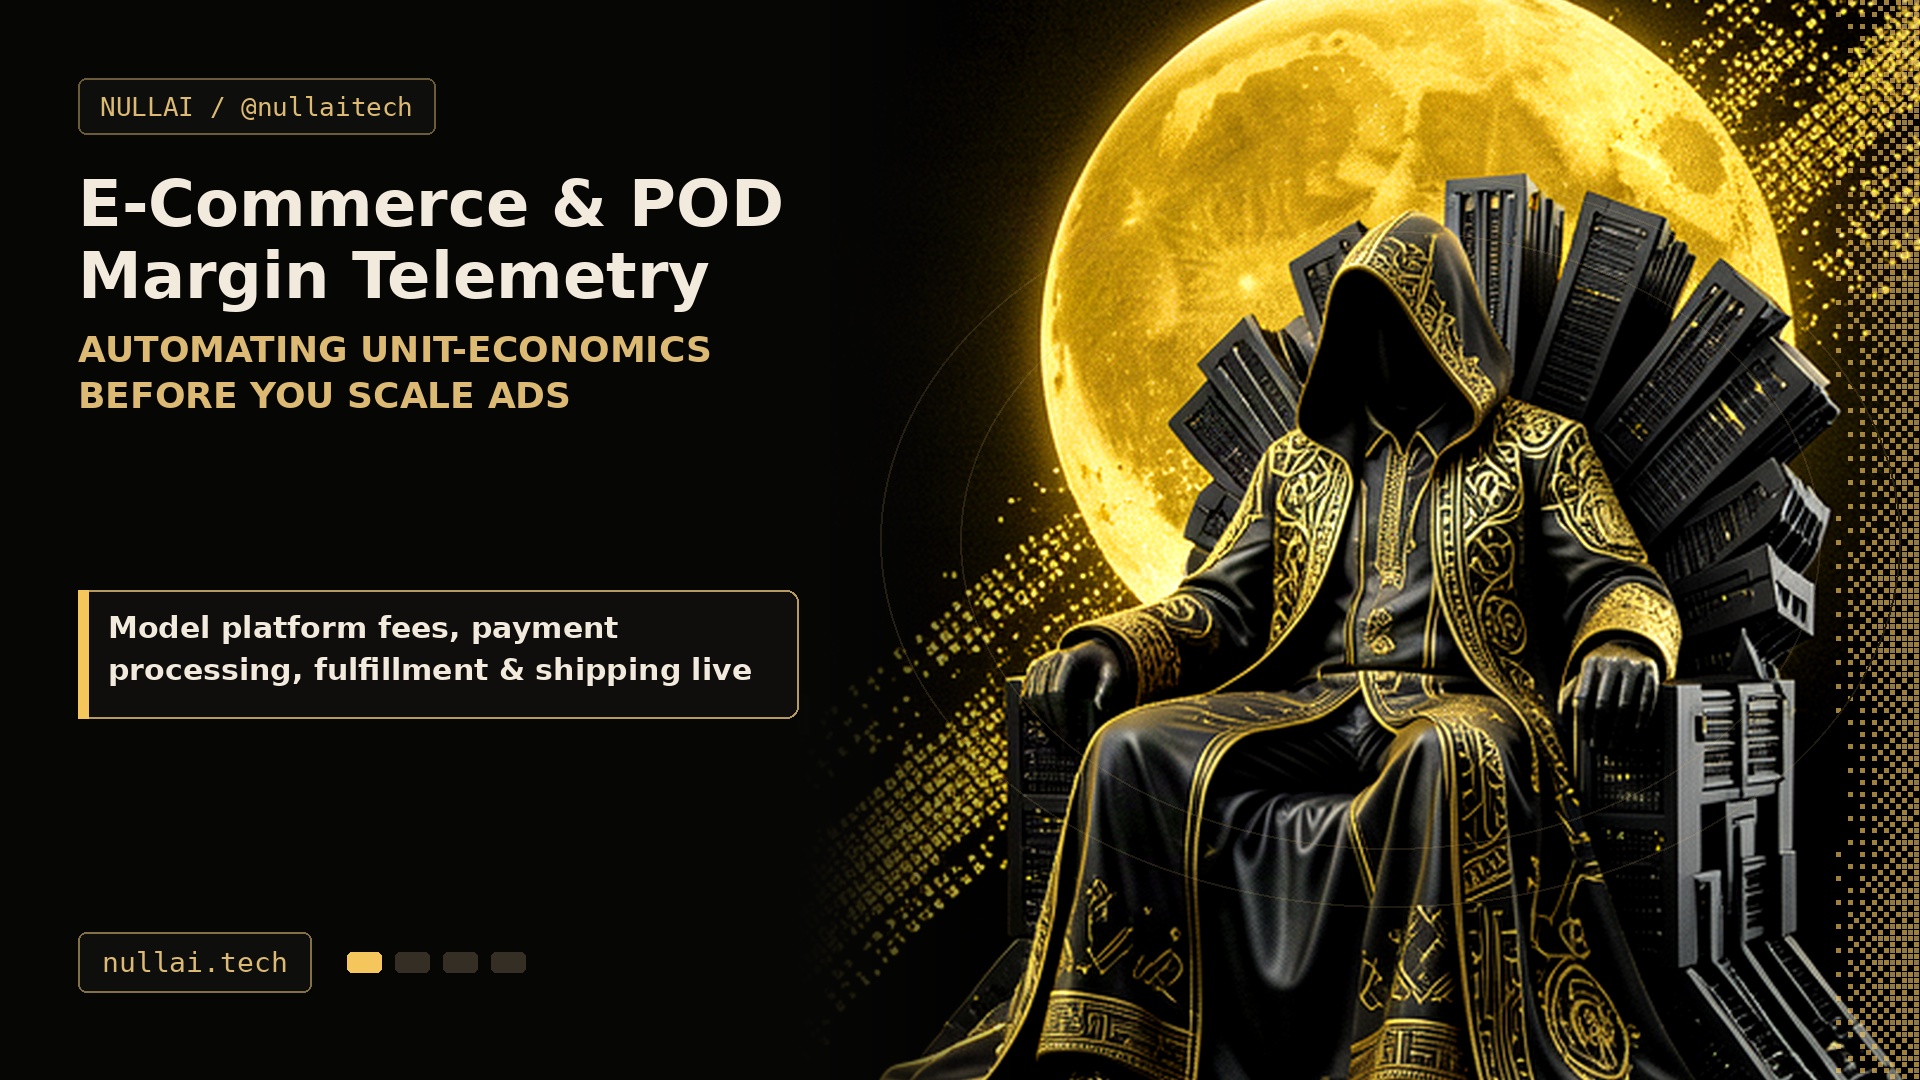 NULLAI / @nullaitech
E-Commerce & POD
Margin Telemetry
AUTOMATING UNIT-ECONOMICS
BEFORE YOU SCALE ADS
Model platform fees, payment
processing, fulfillment & shipping live
nullai.tech